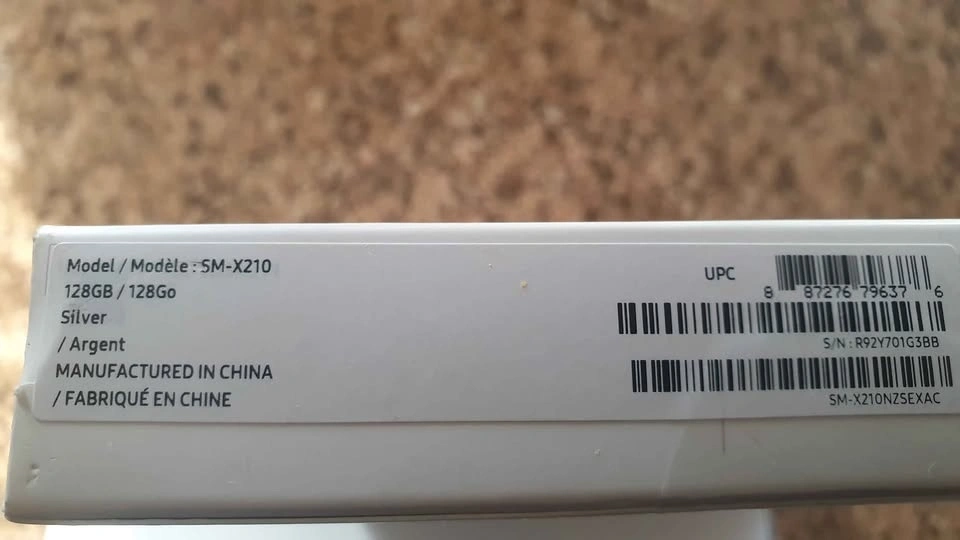 Model / Modèle : SM-X210
128GB / 128Go
Silver
/ Argent
MANUFACTURED IN CHINA
/ FABRIQUÉ EN CHINE
UPC
8 87276 79637 6
S/N : R92Y701G3BB
SM-X210NZSEXAC